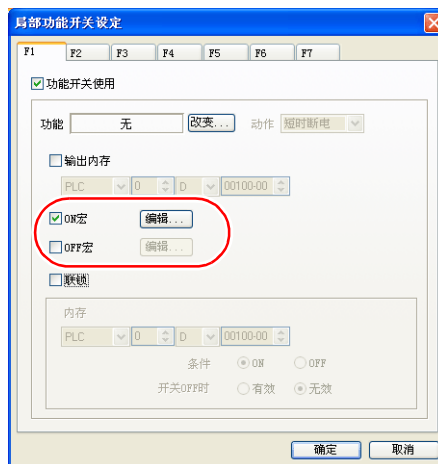 局部功能开关设定
F1 F2 F3 F4 F5 F6 F7
功能开关使用
功能 无 改变... 动作 短时断电
输出内存
PLC 0 D 00100-00
ON宏 编辑...
OFF宏 编辑...
联锁
内存
PLC 0 D 00100-00
条件 ON OFF
开关OFF时 有效 无效
确定 取消